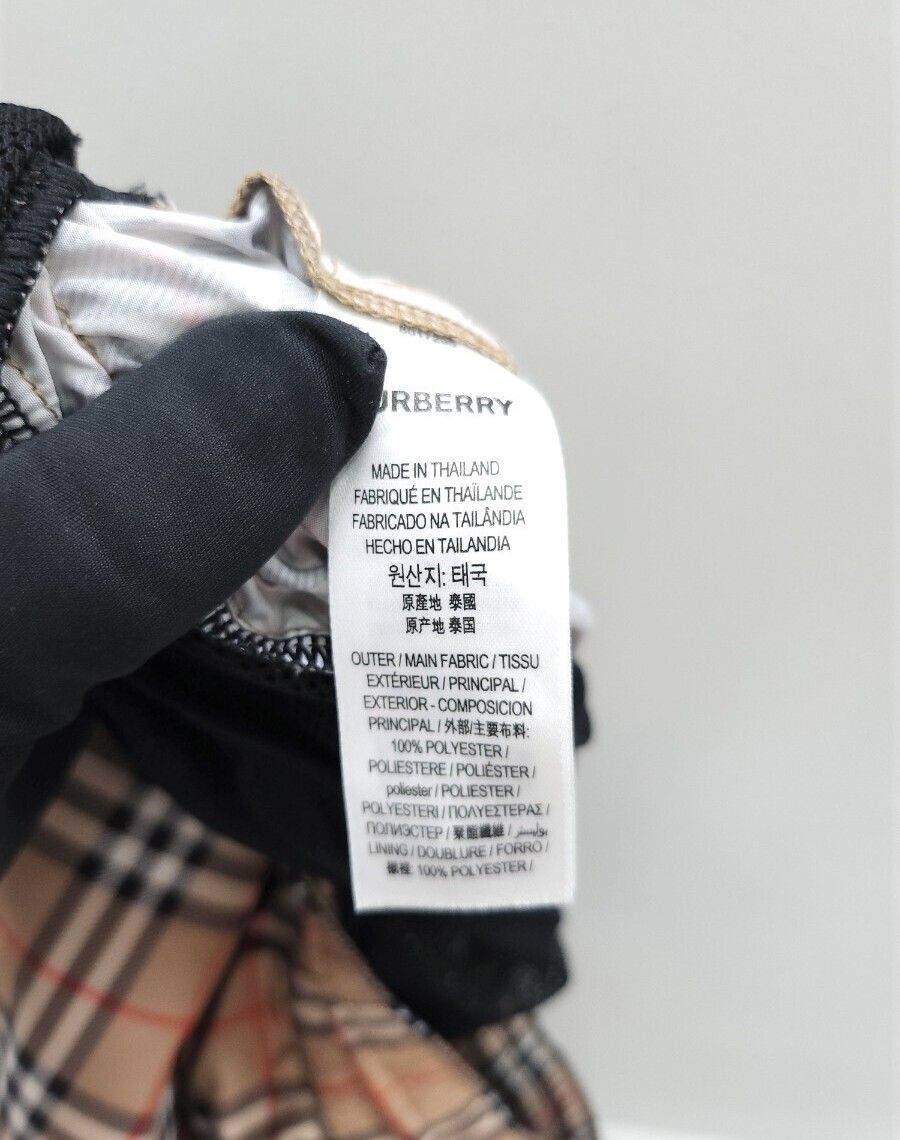 URBERRY
MADE IN THAILAND
FABRIQUÉ EN THAÏLANDE
FABRICADO NA TAILÂNDIA
HECHO EN TAILANDIA
원산지: 태국
原產地 泰國
原产地 泰国
OUTER / MAIN FABRIC / TISSU
EXTÉRIEUR / PRINCIPAL /
EXTERIOR - COMPOSICION
PRINCIPAL / 外部/主要布料:
100% POLYESTER /
POLIESTERE / POLIÉSTER /
poliester / POLIESTER /
POLYESTERI / ΠΟΛΥΕΣΤΕΡΑΣ /
ПОЛИЭСТЕР / 聚酯纖維 / بوليستر /
LINING / DOUBLURE / FORRO /
襯裡: 100% POLYESTER /